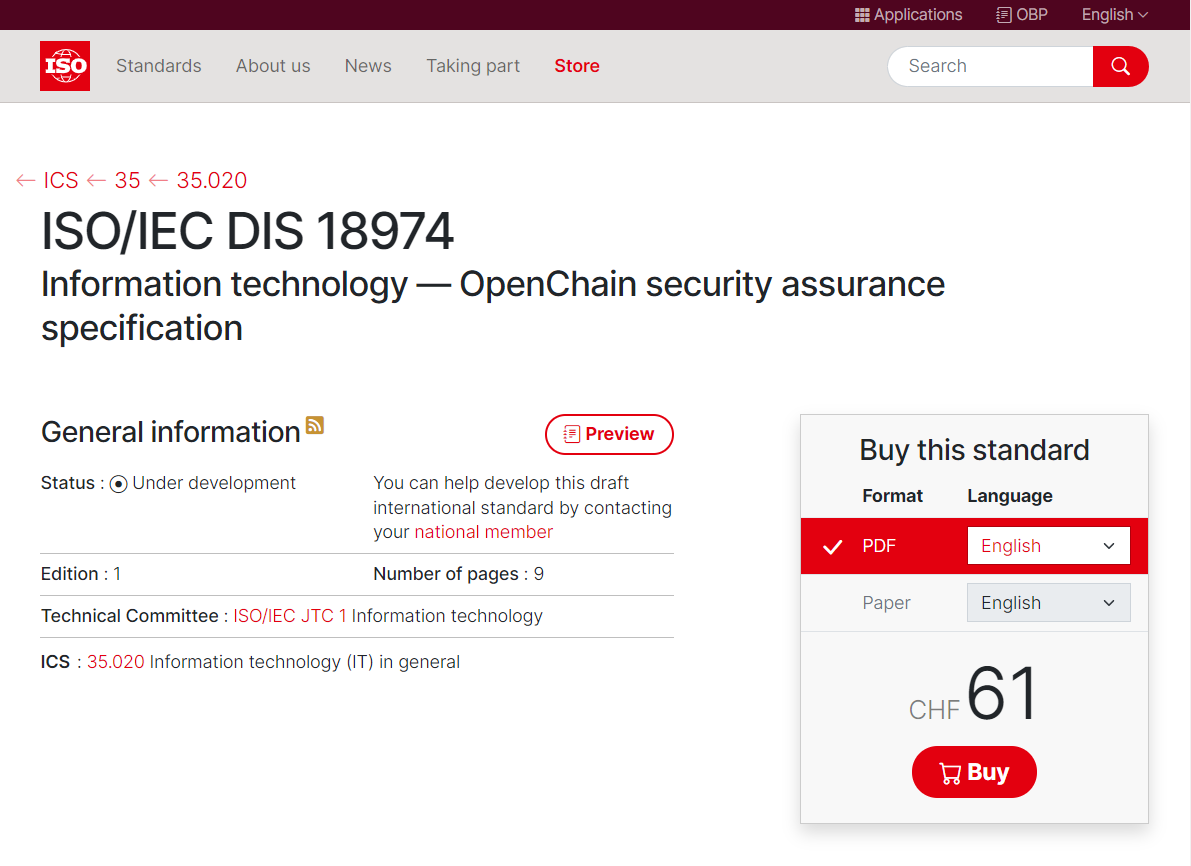 Applications OBP English
ISO Standards About us News Taking part Store Search
← ICS ← 35 ← 35.020
ISO/IEC DIS 18974
Information technology — OpenChain security assurance
specification
General information
Preview
Status : Under development
You can help develop this draft
international standard by contacting
your national member
Edition : 1
Number of pages : 9
Technical Committee : ISO/IEC JTC 1 Information technology
ICS : 35.020 Information technology (IT) in general
Buy this standard
Format Language
PDF English
Paper English
CHF 61
Buy